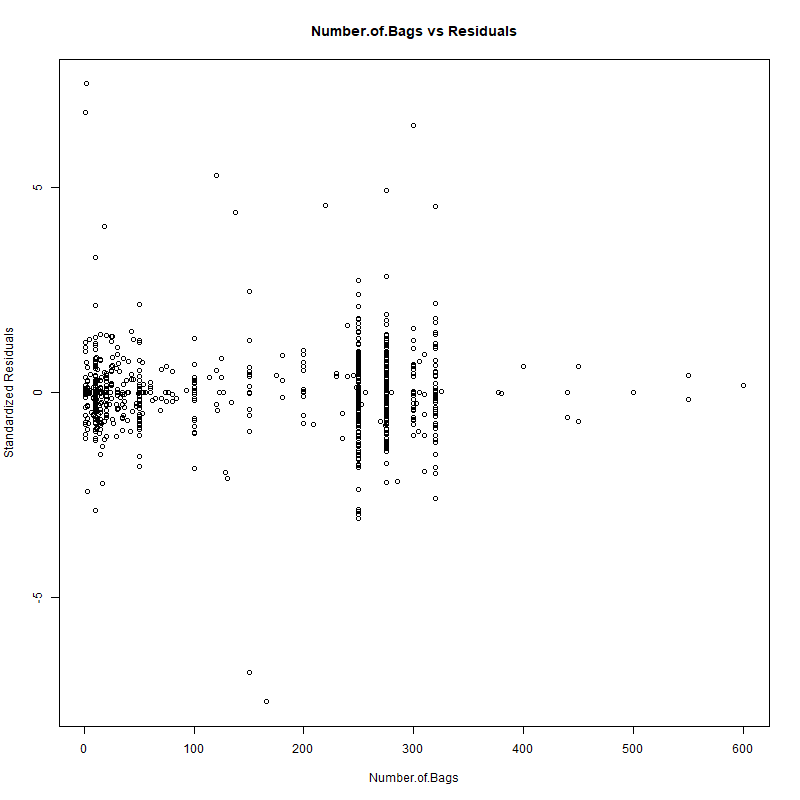 Number.of.Bags vs Residuals
Standardized Residuals
5
0
-5
0 100 200 300 400 500 600
Number.of.Bags